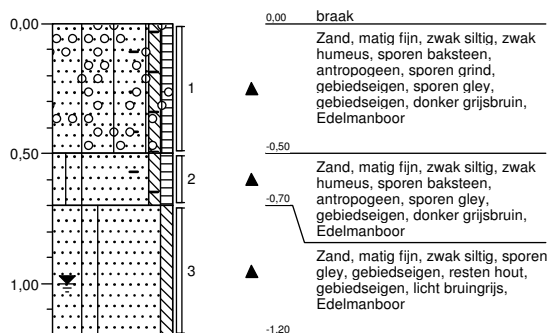 0,00
0,50
1,00
1
2
3
0,00 braak
Zand, matig fijn, zwak siltig, zwak
humeus, sporen baksteen,
antropogeen, sporen grind,
gebiedseigen, sporen gley,
gebiedseigen, donker grijsbruin,
Edelmanboor
-0,50
Zand, matig fijn, zwak siltig, zwak
humeus, sporen baksteen,
antropogeen, sporen gley,
gebiedseigen, donker grijsbruin,
Edelmanboor
-0,70
Zand, matig fijn, zwak siltig, sporen
gley, gebiedseigen, resten hout,
gebiedseigen, licht bruingrijs,
Edelmanboor
-1,20